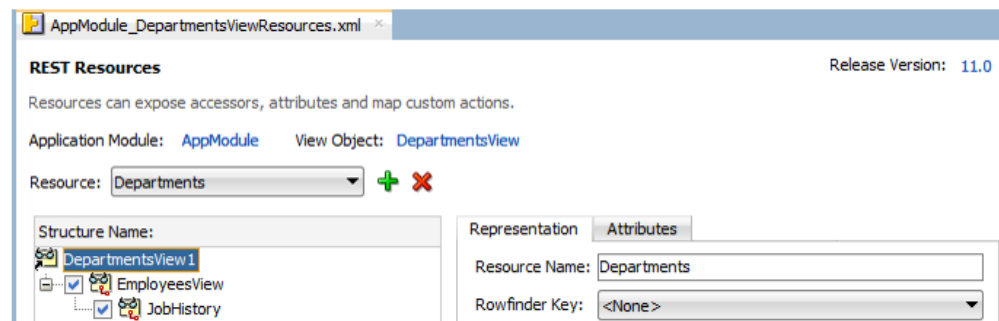 AppModule_DepartmentsViewResources.xml
REST Resources Release Version: 11.0
Resources can expose accessors, attributes and map custom actions.
Application Module: AppModule View Object: DepartmentsView
Resource: Departments
Structure Name:
DepartmentsView1
EmployeesView
JobHistory
Representation Attributes
Resource Name: Departments
Rowfinder Key: <None>